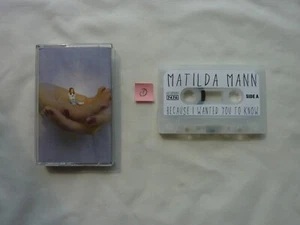 MATILDA MANN
SIDE A
BECAUSE I WANTED YOU TO KNOW